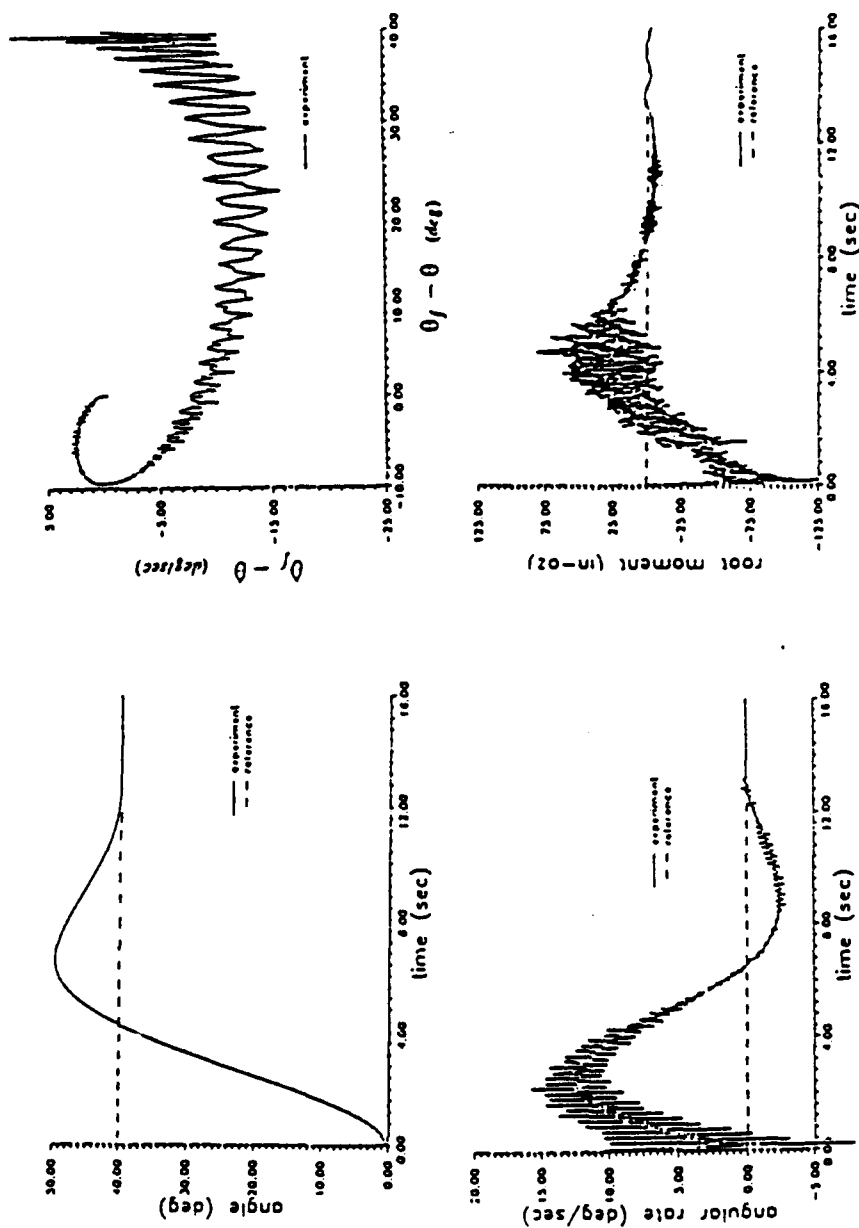 50.00
40.00
30.00
20.00
10.00
0.00
angle (deg)
0.00 4.00 8.00 12.00 16.00
time (sec)
experiment
reference
5.00
-5.00
-15.00
-25.00
θ̇f − θ̇ (deg/sec)
-10.00 0.00 10.00 20.00 30.00 40.00
θf − θ (deg)
experiment
20.00
15.00
10.00
5.00
0.00
-5.00
angular rate (deg/sec)
0.00 4.00 8.00 12.00 16.00
time (sec)
experiment
reference
125.00
75.00
25.00
-25.00
-75.00
-125.00
root moment (in-oz)
0.00 4.00 8.00 12.00 16.00
time (sec)
experiment
reference